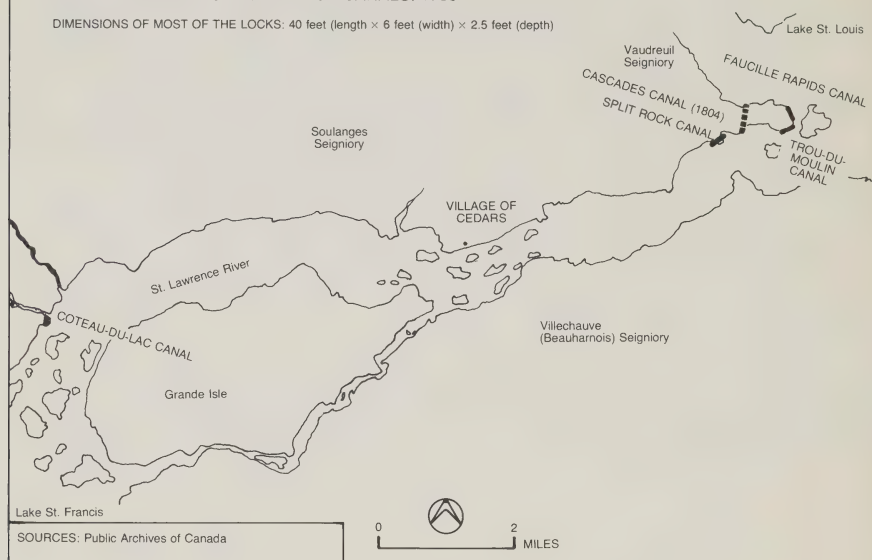 DIMENSIONS OF MOST OF THE LOCKS: 40 feet (length × 6 feet (width) × 2.5 feet (depth)
Lake St. Louis
Vaudreuil
Seigniory
FAUCILLE RAPIDS CANAL
CASCADES CANAL (1804)
SPLIT ROCK CANAL
TROU-DU-
MOULIN
CANAL
Soulanges
Seigniory
VILLAGE OF
CEDARS
St. Lawrence River
COTEAU-DU-LAC CANAL
Villechauve
(Beauharnois) Seigniory
Grande Isle
Lake St. Francis
SOURCES: Public Archives of Canada
0 2
MILES